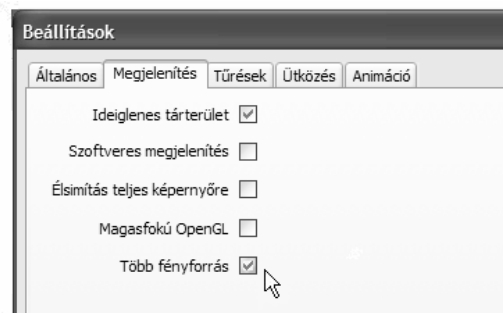 Beállítások
Általános Megjelenítés Tűrések Ütközés Animáció
Ideiglenes tárterület
Szoftveres megjelenítés
Élsimítás teljes képernyőre
Magasfokú OpenGL
Több fényforrás